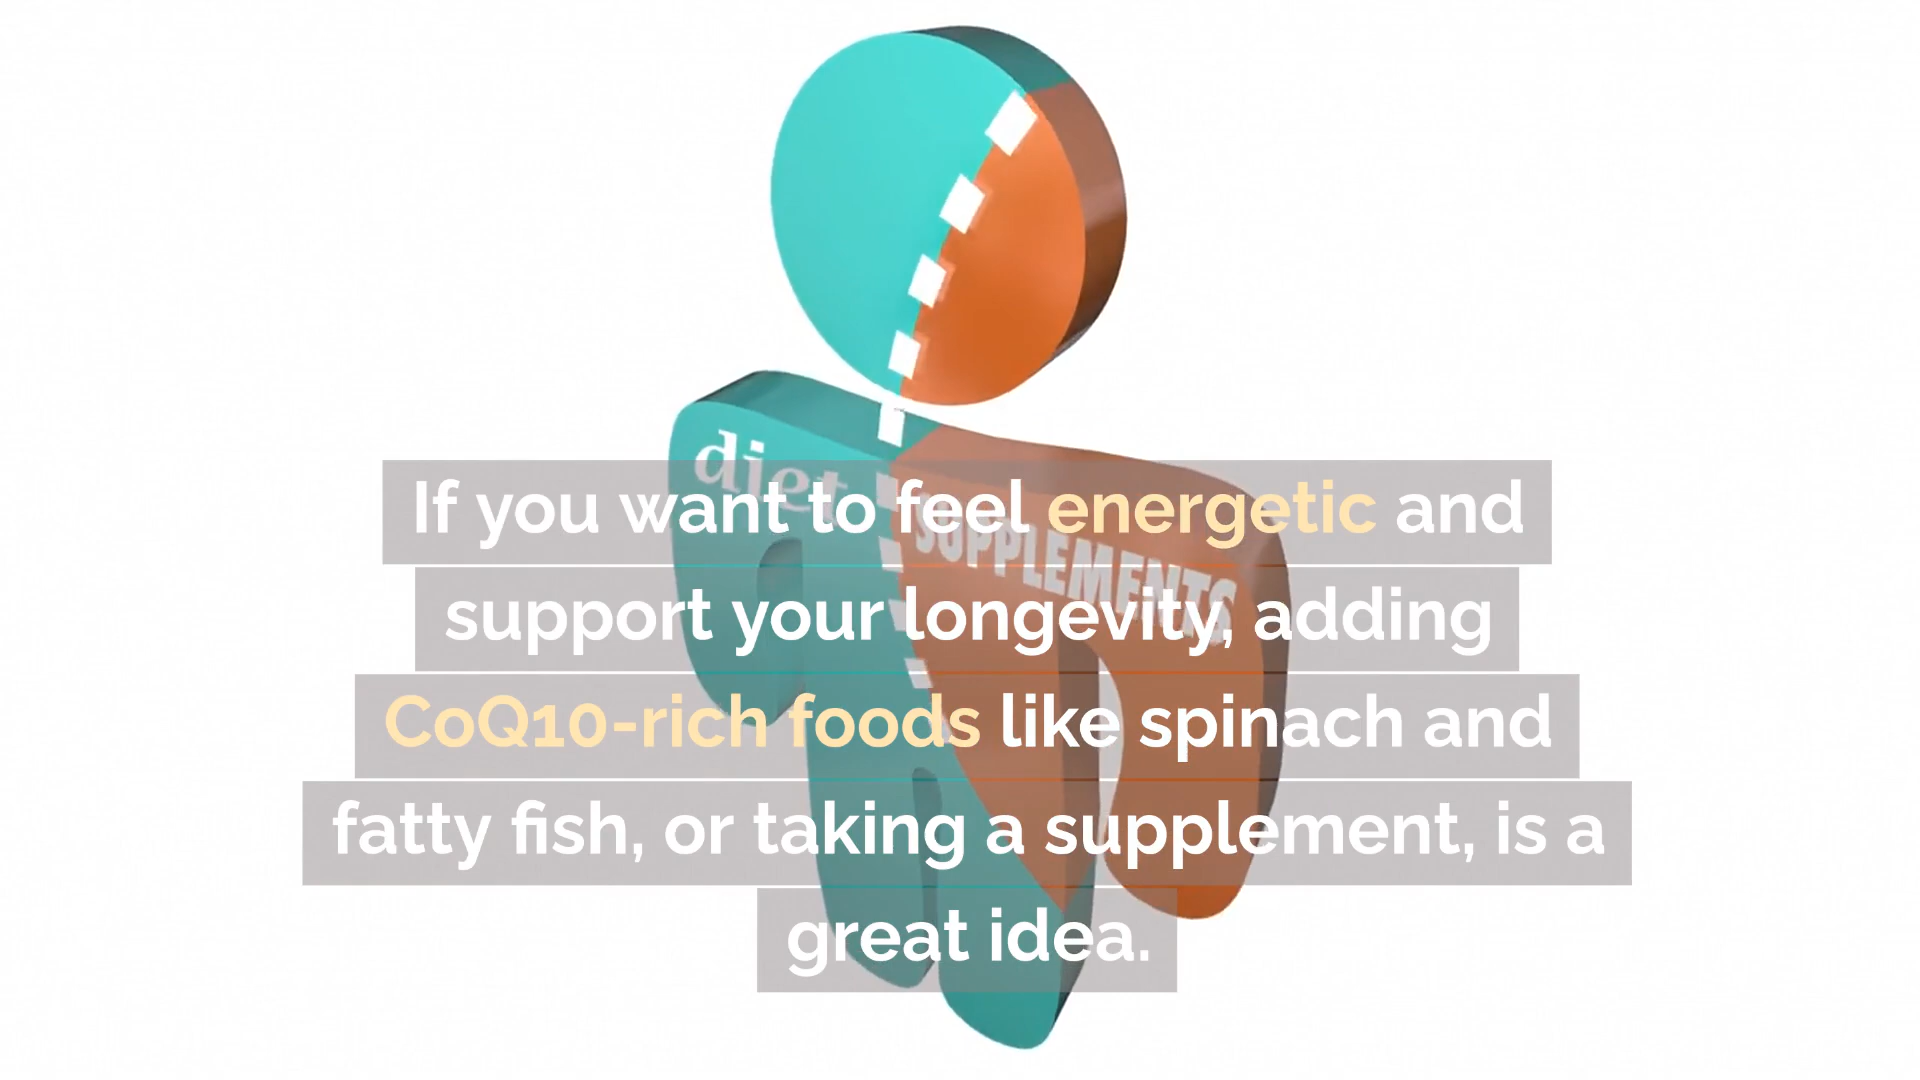 diet
SUPPLEMENTS
If you want to feel energetic and
support your longevity, adding
CoQ10-rich foods like spinach and
fatty fish, or taking a supplement, is a
great idea.